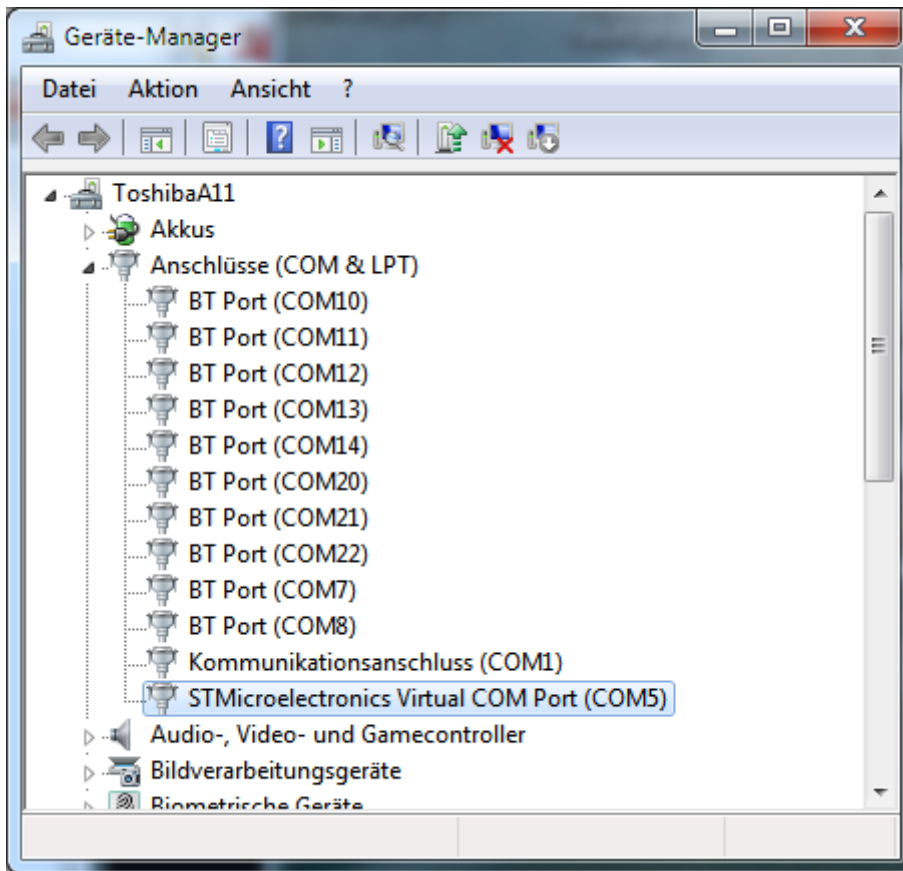 Geräte-Manager
Datei Aktion Ansicht ?
ToshibaA11
Akkus
Anschlüsse (COM & LPT)
BT Port (COM10)
BT Port (COM11)
BT Port (COM12)
BT Port (COM13)
BT Port (COM14)
BT Port (COM20)
BT Port (COM21)
BT Port (COM22)
BT Port (COM7)
BT Port (COM8)
Kommunikationsanschluss (COM1)
STMicroelectronics Virtual COM Port (COM5)
Audio-, Video- und Gamecontroller
Bildverarbeitungsgeräte
Biometrische Geräte